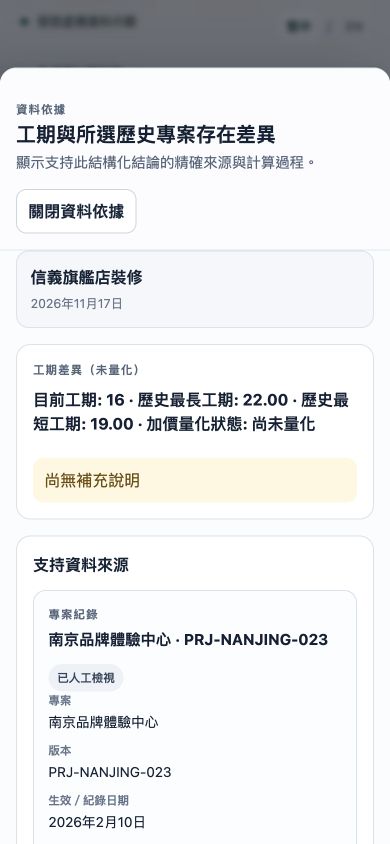 資料依據
工期與所選歷史專案存在差異
顯示支持此結構化結論的精確來源與計算過程。
關閉資料依據
信義旗艦店裝修
2026年11月17日
工期差異（未量化）
目前工期: 16 · 歷史最長工期: 22.00 · 歷史最
短工期: 19.00 · 加價量化狀態: 尚未量化
尚無補充說明
支持資料來源
專案紀錄
南京品牌體驗中心 · PRJ-NANJING-023
已人工檢視
專案
南京品牌體驗中心
版本
PRJ-NANJING-023
生效 / 紀錄日期
2026年2月10日